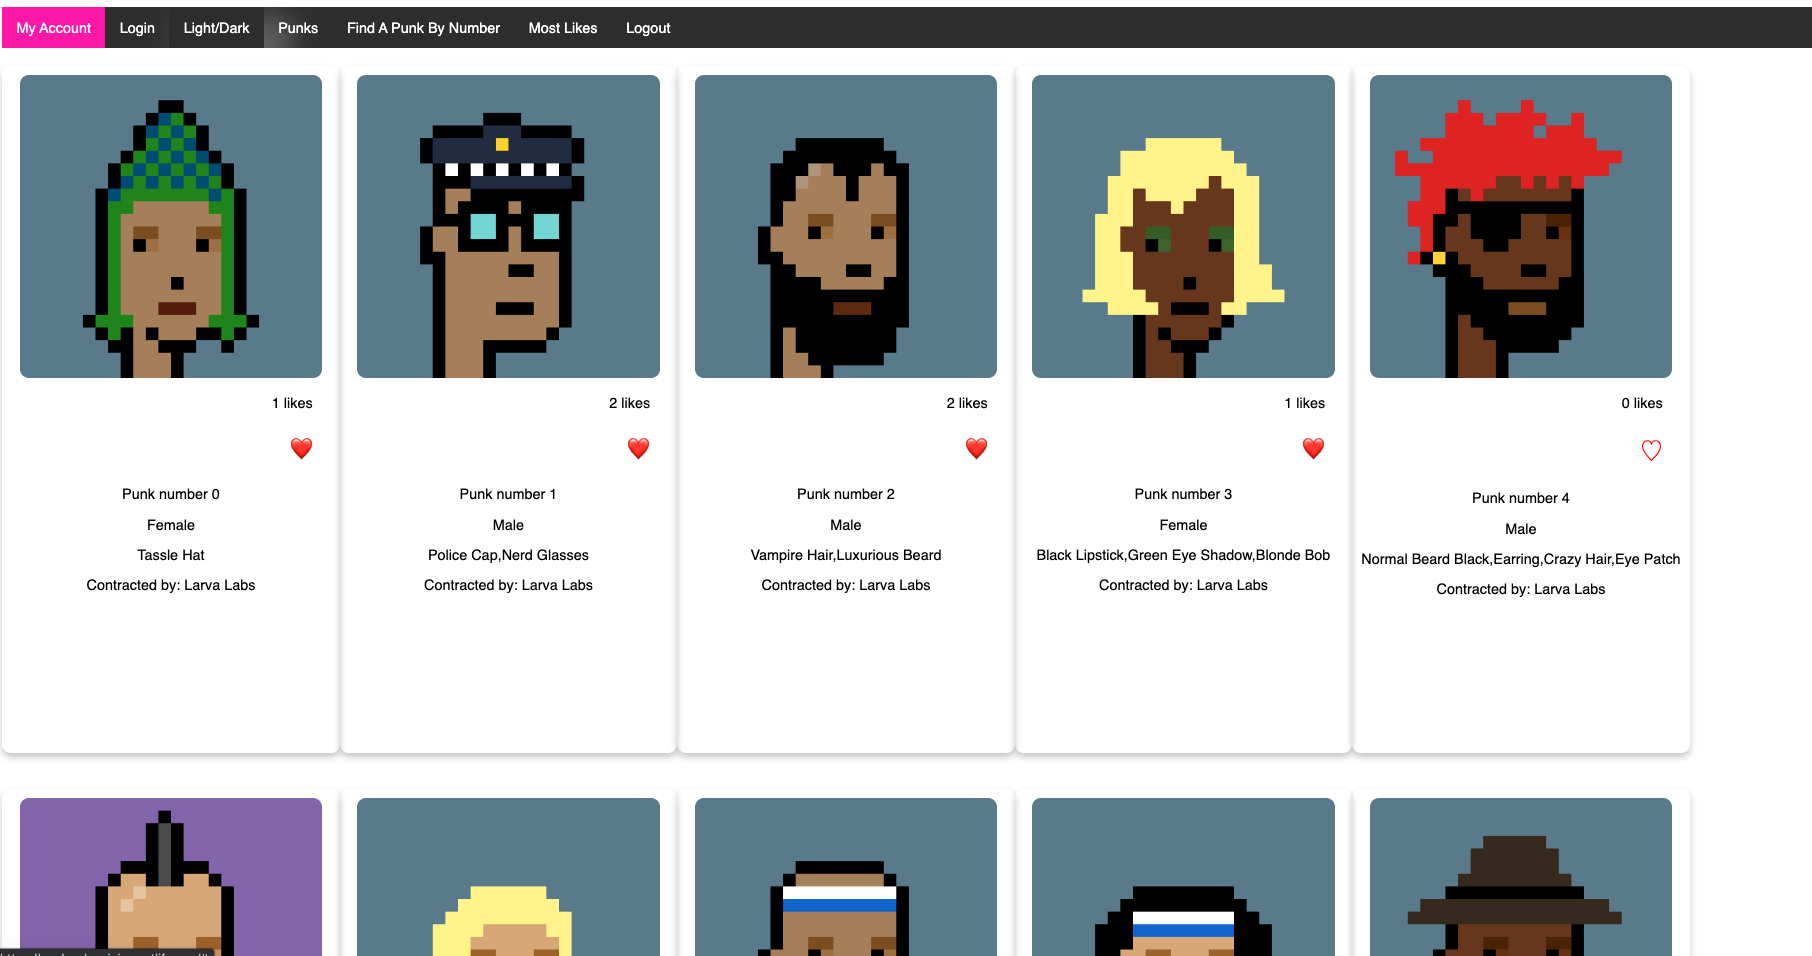 My Account Login Light/Dark Punks Find A Punk By Number Most Likes Logout
1 likes 2 likes 2 likes 1 likes 0 likes
Punk number 0 Punk number 1 Punk number 2 Punk number 3 Punk number 4
Female Male Male Female Male
Tassle Hat Police Cap,Nerd Glasses Vampire Hair,Luxurious Beard Black Lipstick,Green Eye Shadow,Blonde Bob Normal Beard Black,Earring,Crazy Hair,Eye Patch
Contracted by: Larva Labs Contracted by: Larva Labs Contracted by: Larva Labs Contracted by: Larva Labs Contracted by: Larva Labs